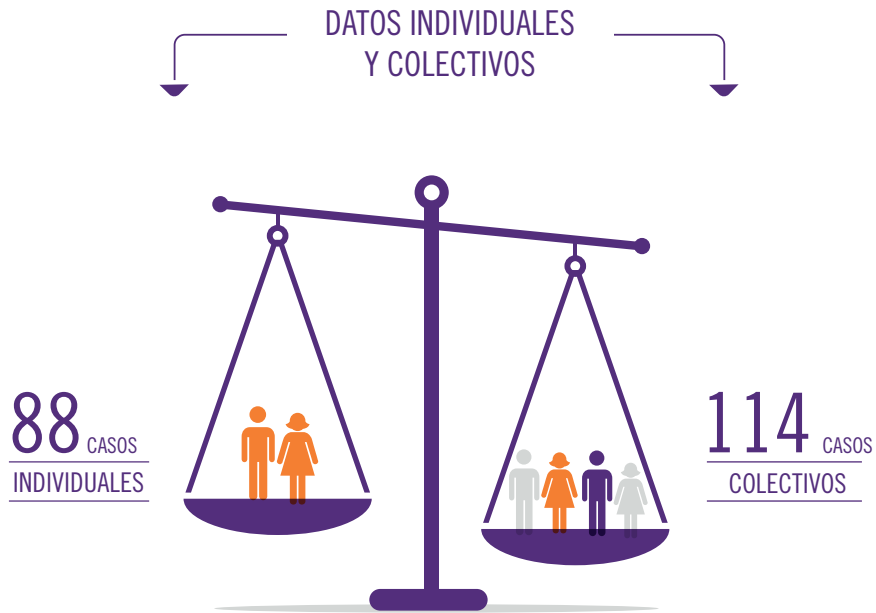 DATOS INDIVIDUALES
Y COLECTIVOS
88 CASOS
INDIVIDUALES
114 CASOS
COLECTIVOS